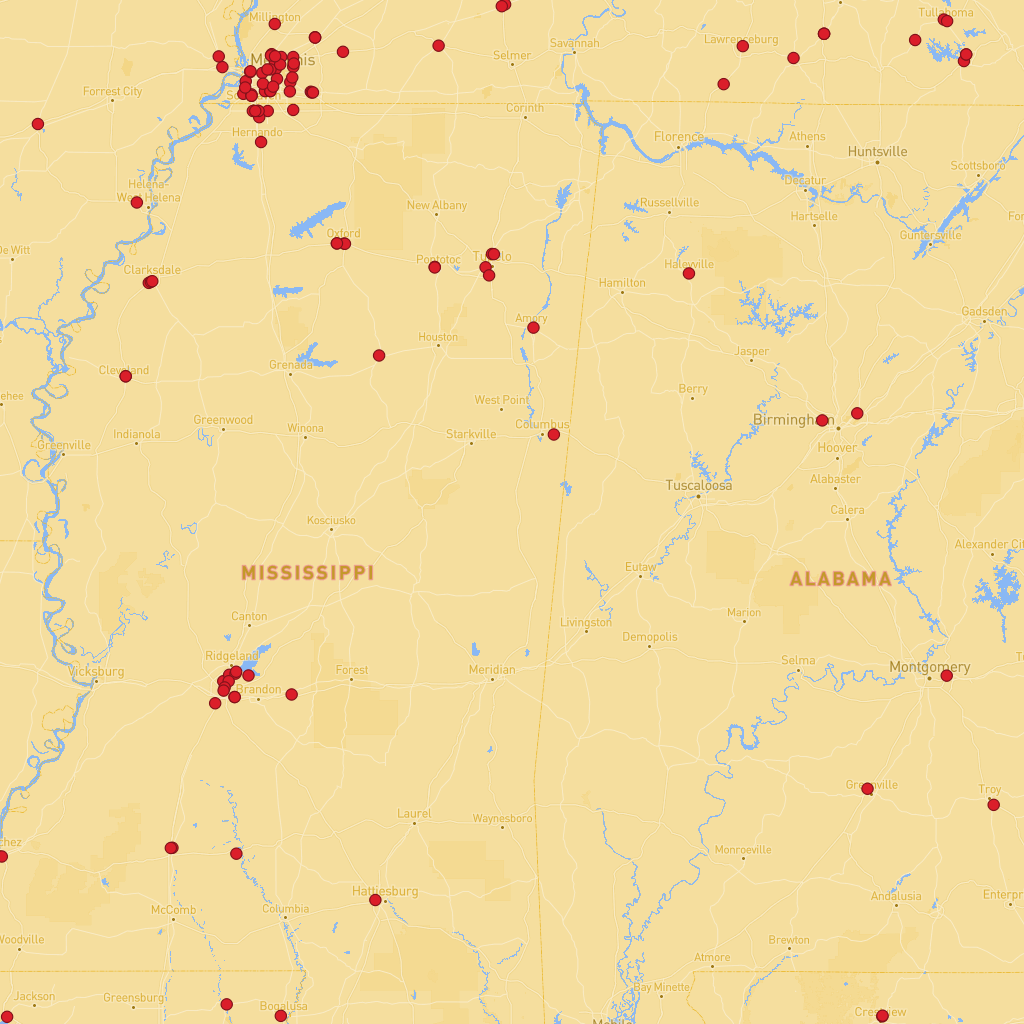 Millington
Tullahoma
Savannah
Lawrenceburg
Selmer
Forrest City
Corinth
Hernando
Florence
Athens
Huntsville
Scottsboro
Decatur
Helena-
West Helena
New Albany
Russellville
Hartselle
Oxford
Guntersville
De Witt
Pontotoc
Tupelo
Clarksdale
Haleyville
Hamilton
Gadsden
Amory
Houston
Jasper
Grenada
Cleveland
Berry
West Point
Greenwood
Birmingham
Indianola
Winona
Starkville
Columbus
Greenville
Hoover
Tuscaloosa
Alabaster
Calera
Kosciusko
Alexander Cit
MISSISSIPPI
Eutaw
ALABAMA
Canton
Marion
Livingston
Demopolis
Ridgeland
Forest
Meridian
Selma
Montgomery
Vicksburg
Brandon
Greenville
Troy
Laurel
Waynesboro
chez
Monroeville
Hattiesburg
Andalusia
Enterpr
McComb
Columbia
Woodville
Brewton
Atmore
Jackson
Greensburg
Bogalusa
Bay Minette
Crestview
Mobile